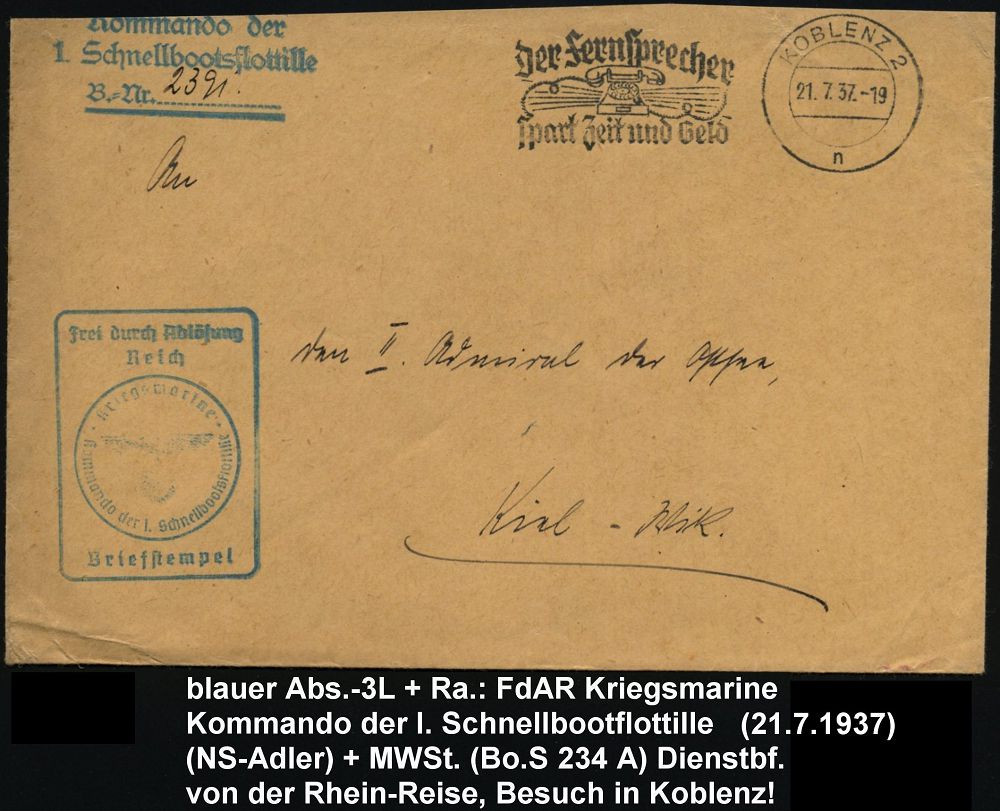 Kommando der
1. Schnellbootsflottille
B.-Nr. 2391.
Der Fernsprecher
spart Zeit und Geld
KOBLENZ 2
21.7.37.-19
n
An
Frei durch Ablösung
Reich
Kriegsmarine
Kommando der I. Schnellbootsflottille
Briefstempel
den II. Admiral der Ostsee,
Kiel - Wik.
blauer Abs.-3L + Ra.: FdAR Kriegsmarine
Kommando der I. Schnellbootflottille (21.7.1937)
(NS-Adler) + MWSt. (Bo.S 234 A) Dienstbf.
von der Rhein-Reise, Besuch in Koblenz!